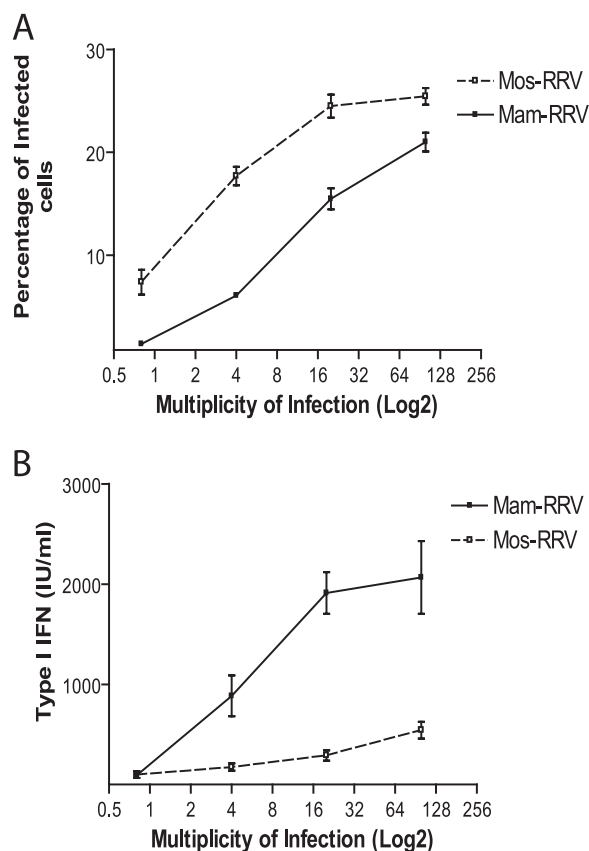 A
Percentage of Infected
cells
30
20
10
0.5 1 2 4 8 16 32 64 128 256
Multiplicity of Infection (Log2)
Mos-RRV
Mam-RRV
B
Type I IFN (IU/ml)
3000
2000
1000
0.5 1 2 4 8 16 32 64 128 256
Multiplicity of Infection (Log2)
Mam-RRV
Mos-RRV